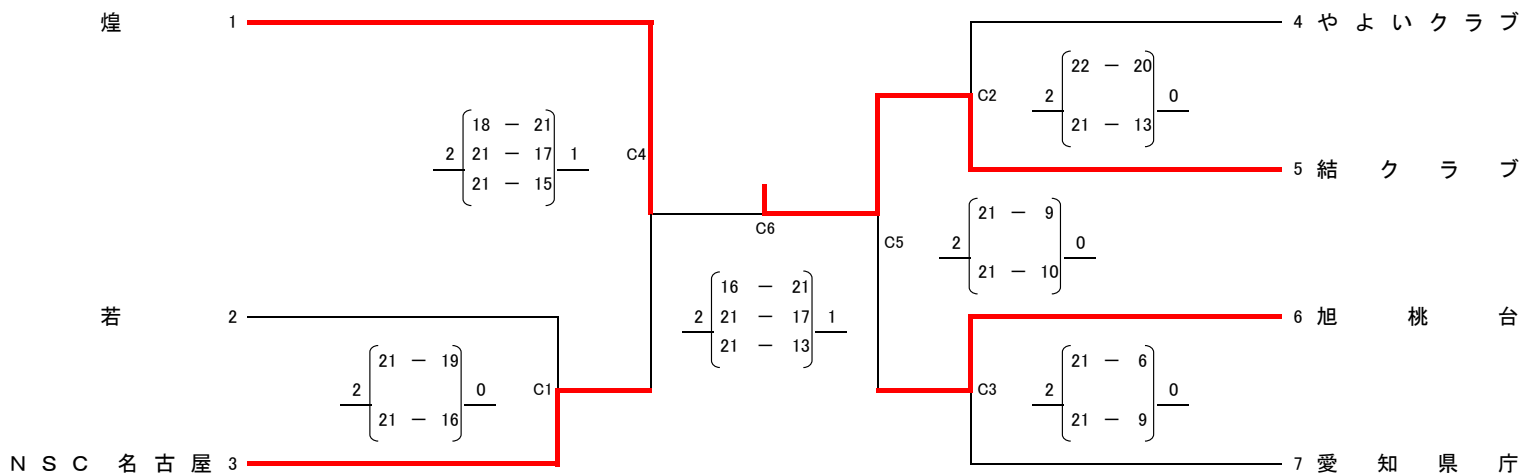 煌 1
4 やよいクラブ
22 － 20
2 0
21 － 13
C2
18 － 21
2 21 － 17 1
21 － 15
C4
5 結クラブ
C6
21 － 9
2 0
21 － 10
C5
16 － 21
2 21 － 17 1
21 － 13
若 2
6 旭桃台
21 － 19
2 0
21 － 16
C1
21 － 6
2 0
21 － 9
C3
NSC名古屋 3
7 愛知県庁